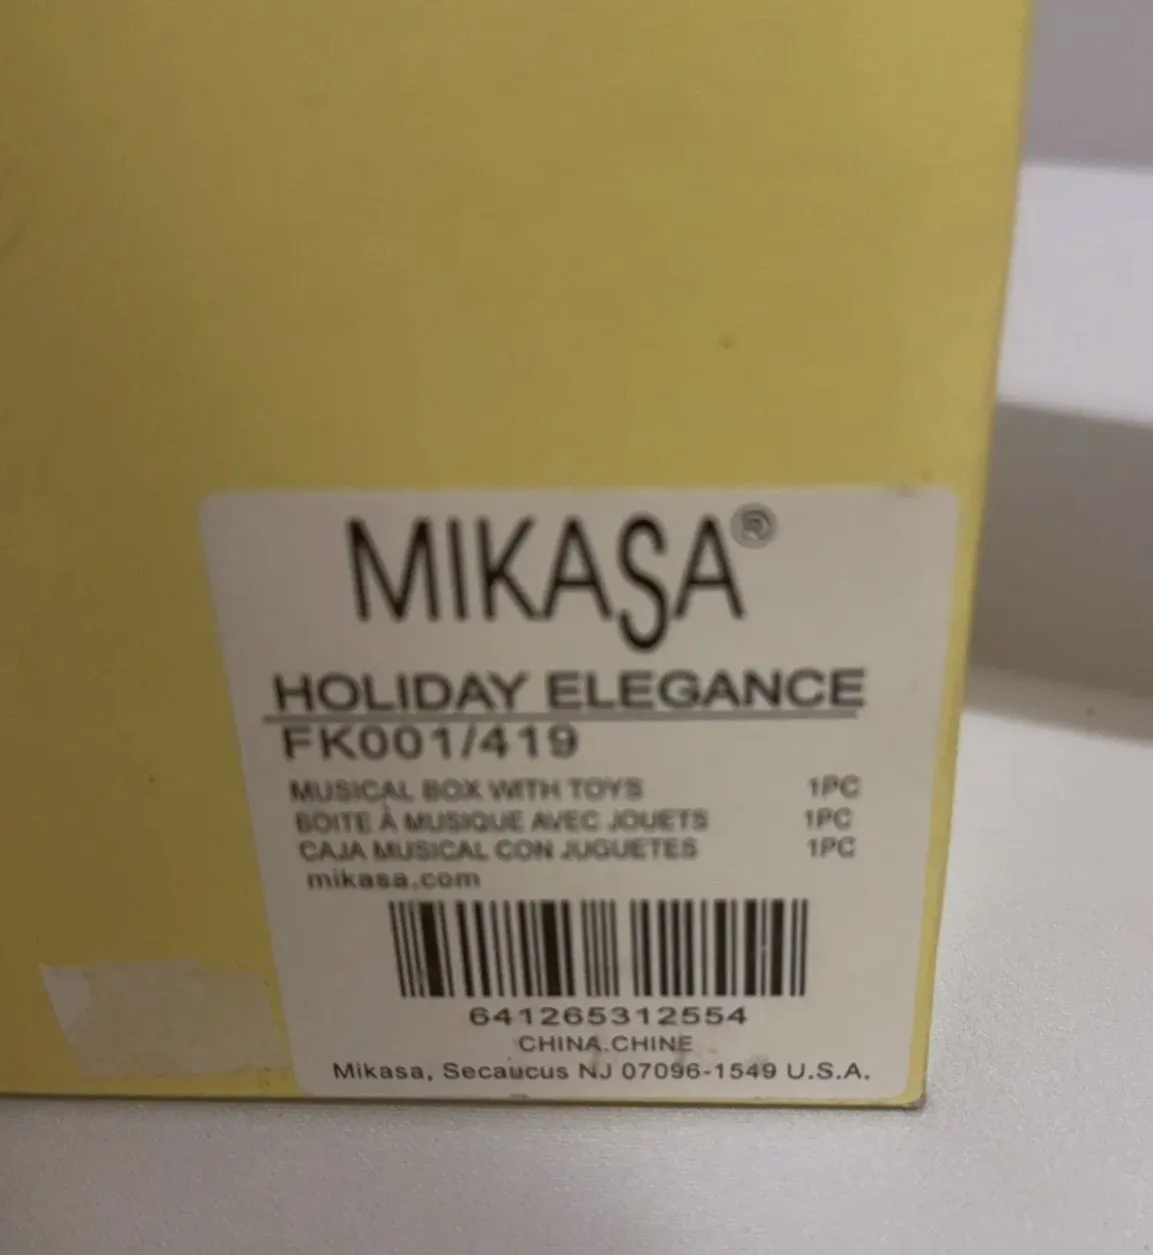 MIKASA®
HOLIDAY ELEGANCE
FK001/419
MUSICAL BOX WITH TOYS 1PC
BOITE À MUSIQUE AVEC JOUETS 1PC
CAJA MUSICAL CON JUGUETES 1PC
mikasa.com
641265312554
CHINA.CHINE
Mikasa, Secaucus NJ 07096-1549 U.S.A.